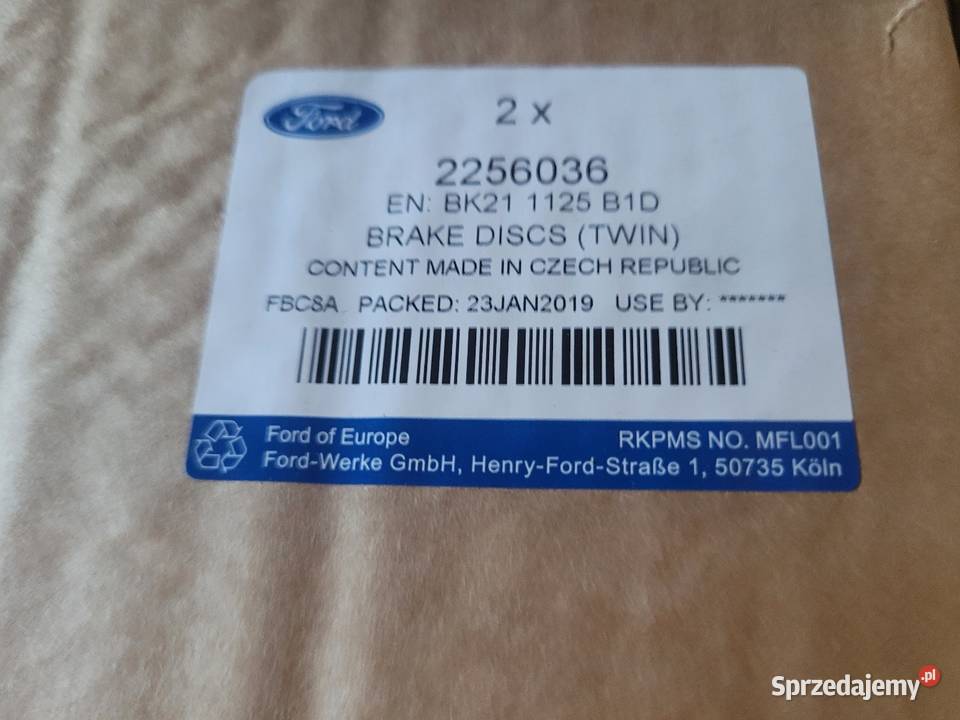 Ford
2 x
2256036
EN: BK21 1125 B1D
BRAKE DISCS (TWIN)
CONTENT MADE IN CZECH REPUBLIC
FBC8A PACKED: 23JAN2019 USE BY: *******
Ford of Europe RKPMS NO. MFL001
Ford-Werke GmbH, Henry-Ford-Straße 1, 50735 Köln
Sprzedajemy.pl